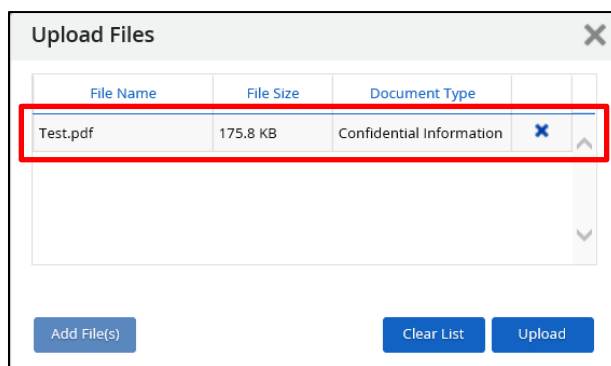 Upload Files
File Name File Size Document Type
Test.pdf 175.8 KB Confidential Information
Add File(s) Clear List Upload